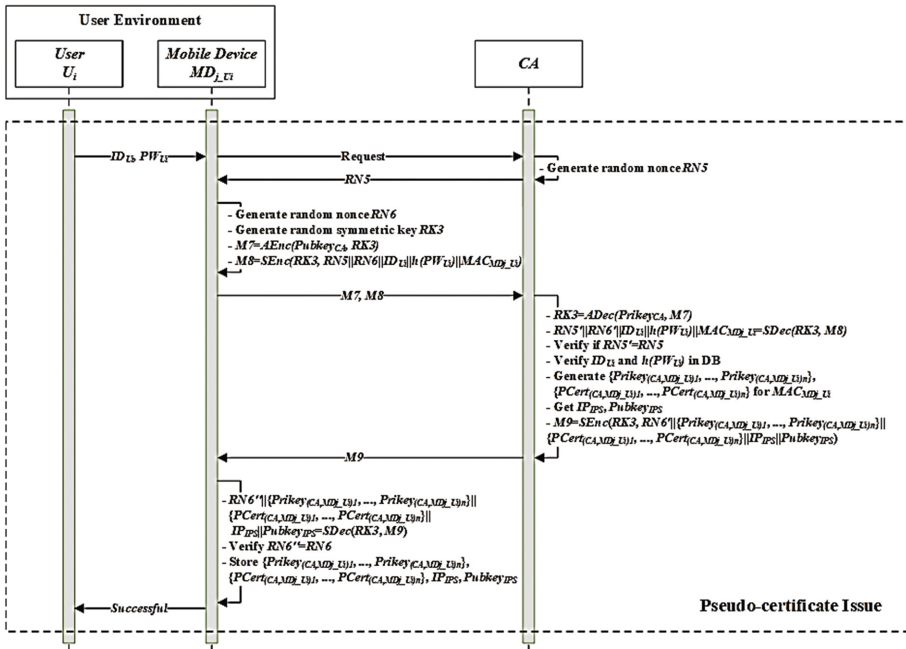 User Environment
User
Ui
Mobile Device
MDj_Ui
CA
IDUi, PWUi
Request
- Generate random nonce RN5
RN5
- Generate random nonce RN6
- Generate random symmetric key RK3
- M7=AEnc(PubkeyCA, RK3)
- M8=SEnc(RK3, RN5||RN6||IDUi||h(PWUi)||MACMDj_Ui)
M7, M8
- RK3=ADec(PrikeyCA, M7)
- RN5'||RN6'||IDUi||h(PWUi)||MACMDj_Ui=SDec(RK3, M8)
- Verify if RN5'=RN5
- Verify IDUi and h(PWUi) in DB
- Generate {Prikey(CA,MDj_Ui)1, ..., Prikey(CA,MDj_Ui)n},
{PCert(CA,MDj_Ui)1, ..., PCert(CA,MDj_Ui)n} for MACMDj_Ui
- Get IPIPS, PubkeyIPS
- M9=SEnc(RK3, RN6'||{Prikey(CA,MDj_Ui)1, ..., Prikey(CA,MDj_Ui)n}||
{PCert(CA,MDj_Ui)1, ..., PCert(CA,MDj_Ui)n}||IPIPS||PubkeyIPS)
M9
- RN6''||{Prikey(CA,MDj_Ui)1, ..., Prikey(CA,MDj_Ui)n}||
{PCert(CA,MDj_Ui)1, ..., PCert(CA,MDj_Ui)n}||
IPIPS||PubkeyIPS=SDec(RK3, M9)
- Verify RN6''=RN6
- Store {Prikey(CA,MDj_Ui)1, ..., Prikey(CA,MDj_Ui)n},
{PCert(CA,MDj_Ui)1, ..., PCert(CA,MDj_Ui)n}, IPIPS, PubkeyIPS
Successful
Pseudo-certificate Issue